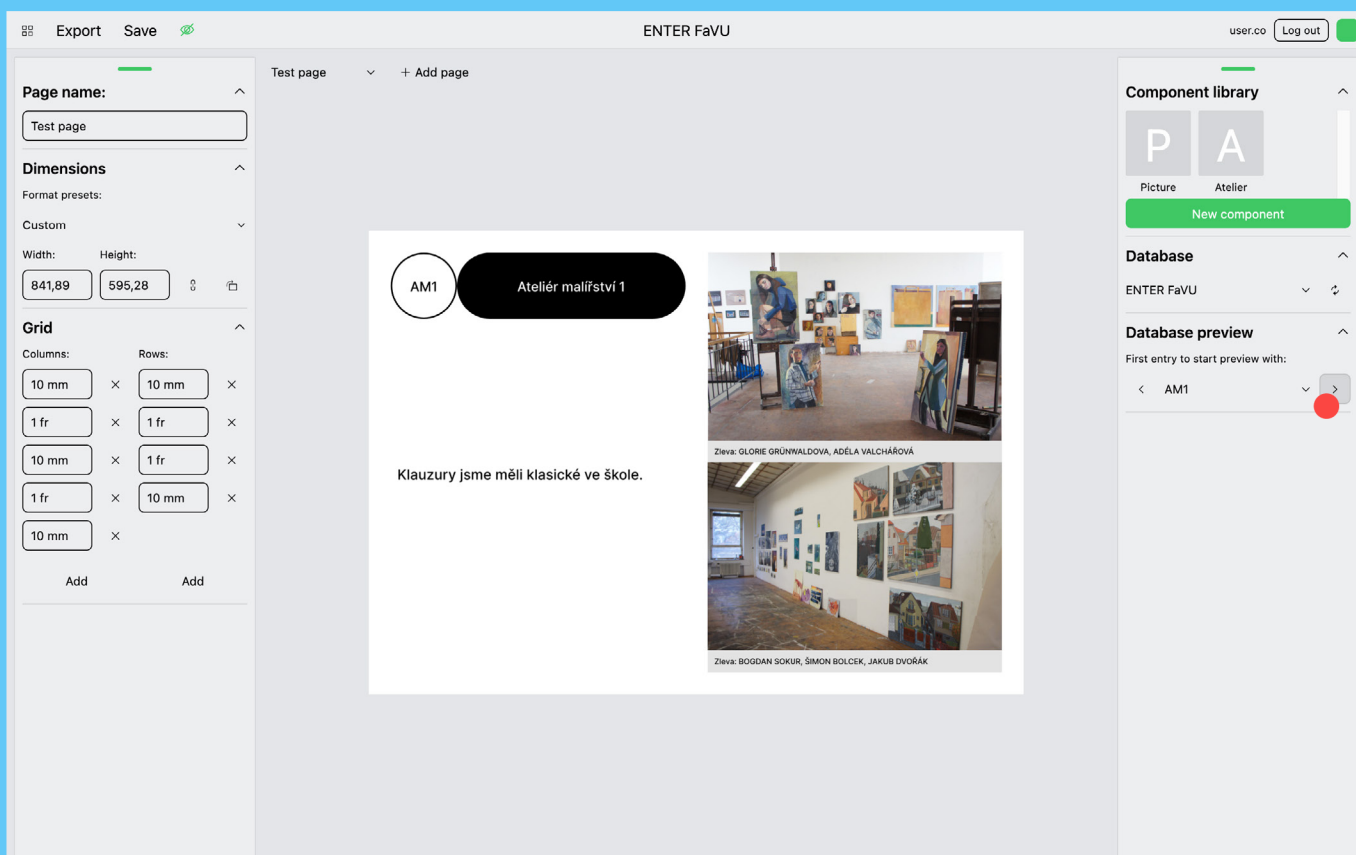 Export Save ENTER FaVU user.co Log out
Page name:
Test page
Dimensions
Format presets:
Custom
Width: Height:
841,89 595,28
Grid
Columns: Rows:
10 mm 10 mm
1 fr 1 fr
10 mm 1 fr
1 fr 10 mm
10 mm
Add Add
Test page + Add page
AM1 Ateliér malířství 1
Klauzury jsme měli klasické ve škole.
Zleva: GLORIE GRÜNWALDOVA, ADÉLA VALCHÁŘOVÁ
Zleva: BOGDAN SOKUR, ŠIMON BOLCEK, JAKUB DVOŘÁK
Component library
P A
Picture Atelier
New component
Database
ENTER FaVU
Database preview
First entry to start preview with:
AM1